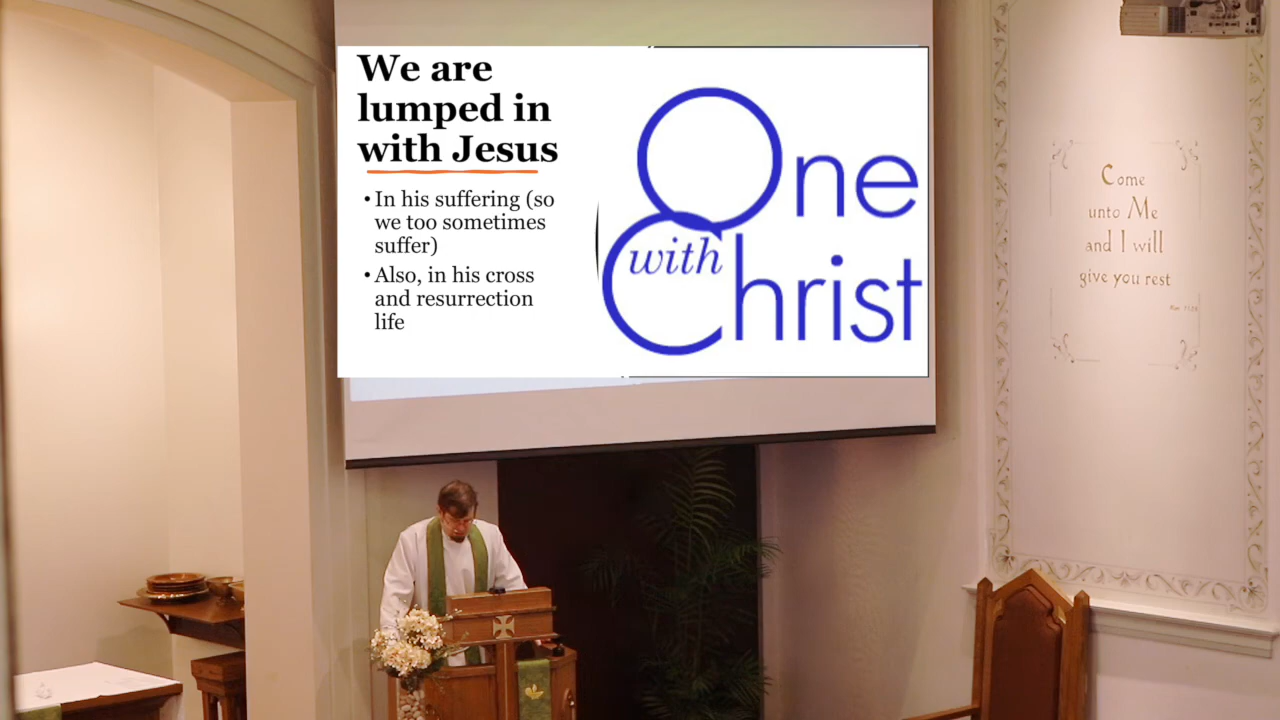 We are
lumped in
with Jesus
• In his suffering (so
we too sometimes
suffer)
• Also, in his cross
and resurrection
life
One
with
Christ
Come
unto Me
and I will
give you rest